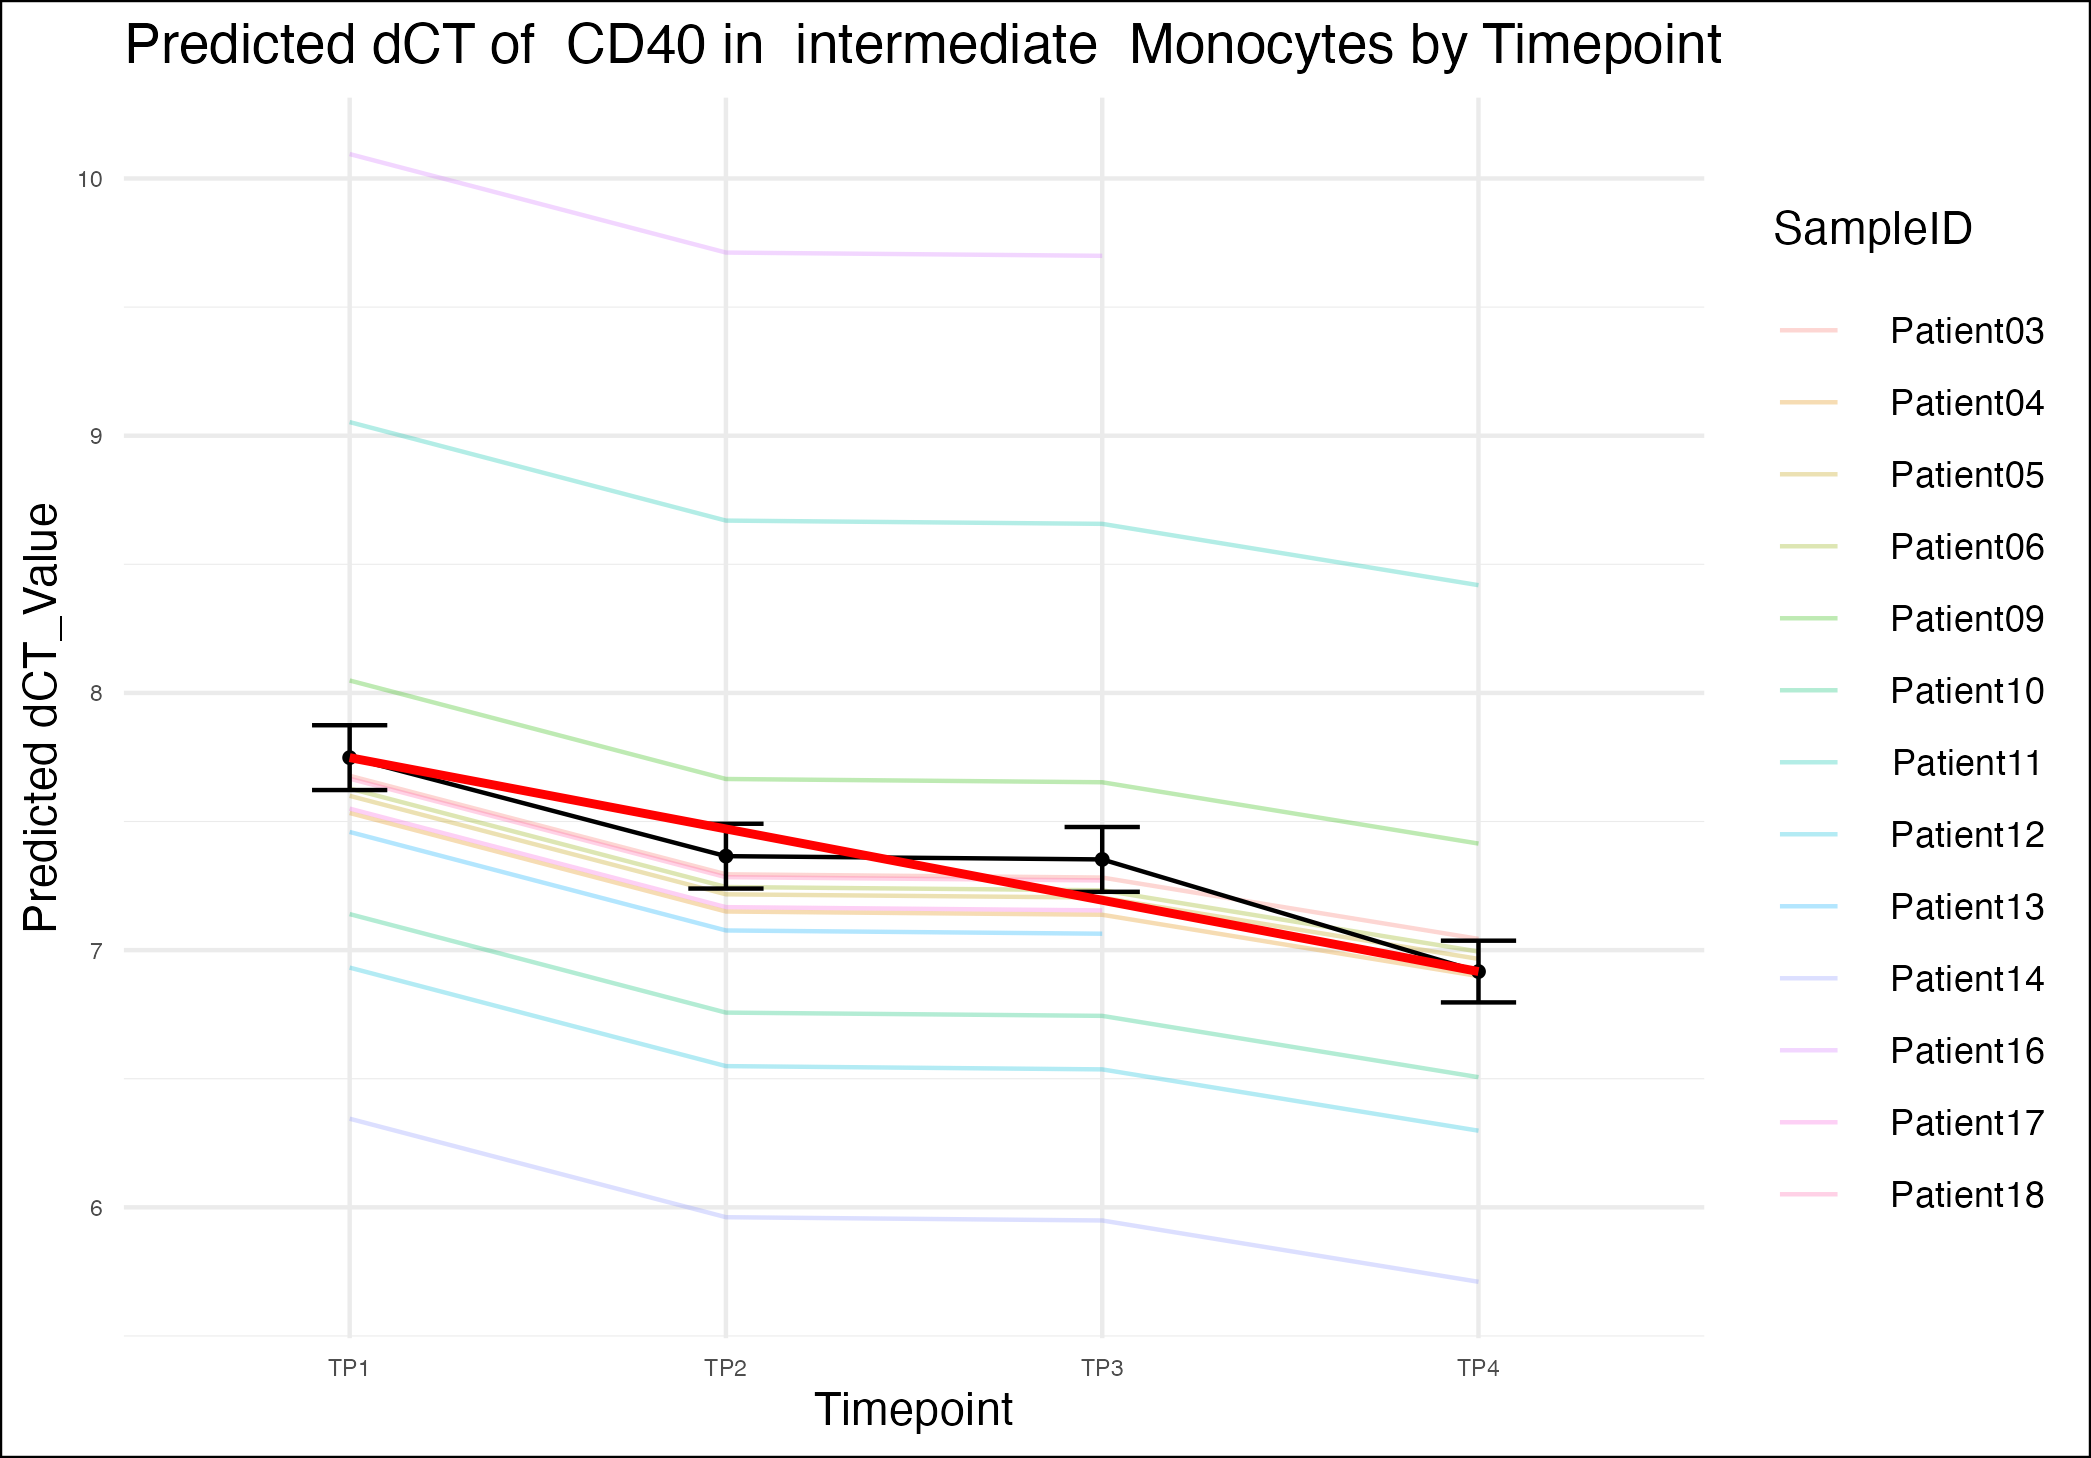 Predicted dCT of  CD40 in  intermediate  Monocytes by Timepoint
Predicted dCT_Value
10
9
8
7
6
TP1
TP2
TP3
TP4
Timepoint
SampleID
Patient03
Patient04
Patient05
Patient06
Patient09
Patient10
Patient11
Patient12
Patient13
Patient14
Patient16
Patient17
Patient18